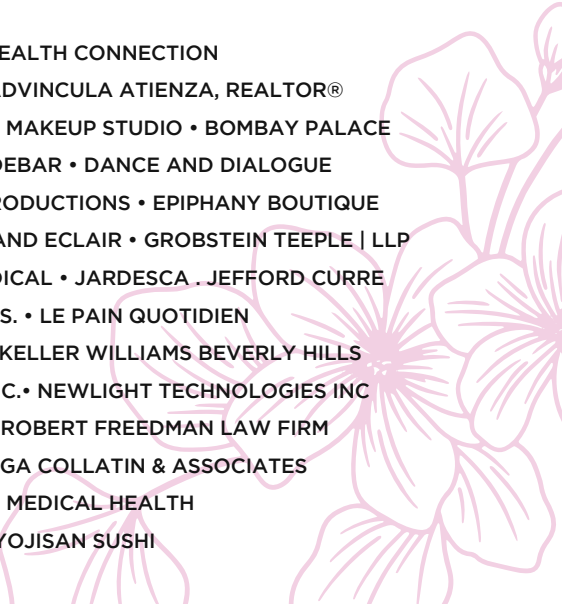 EALTH CONNECTION
DVINCULA ATIENZA, REALTOR®
MAKEUP STUDIO • BOMBAY PALACE
EBAR • DANCE AND DIALOGUE
RODUCTIONS • EPIPHANY BOUTIQUE
AND ECLAIR • GROBSTEIN TEEPLE | LLP
DICAL • JARDESCA . JEFFORD CURRE
S. • LE PAIN QUOTIDIEN
KELLER WILLIAMS BEVERLY HILLS
C.• NEWLIGHT TECHNOLOGIES INC
ROBERT FREEDMAN LAW FIRM
GA COLLATIN & ASSOCIATES
MEDICAL HEALTH
YOJISAN SUSHI